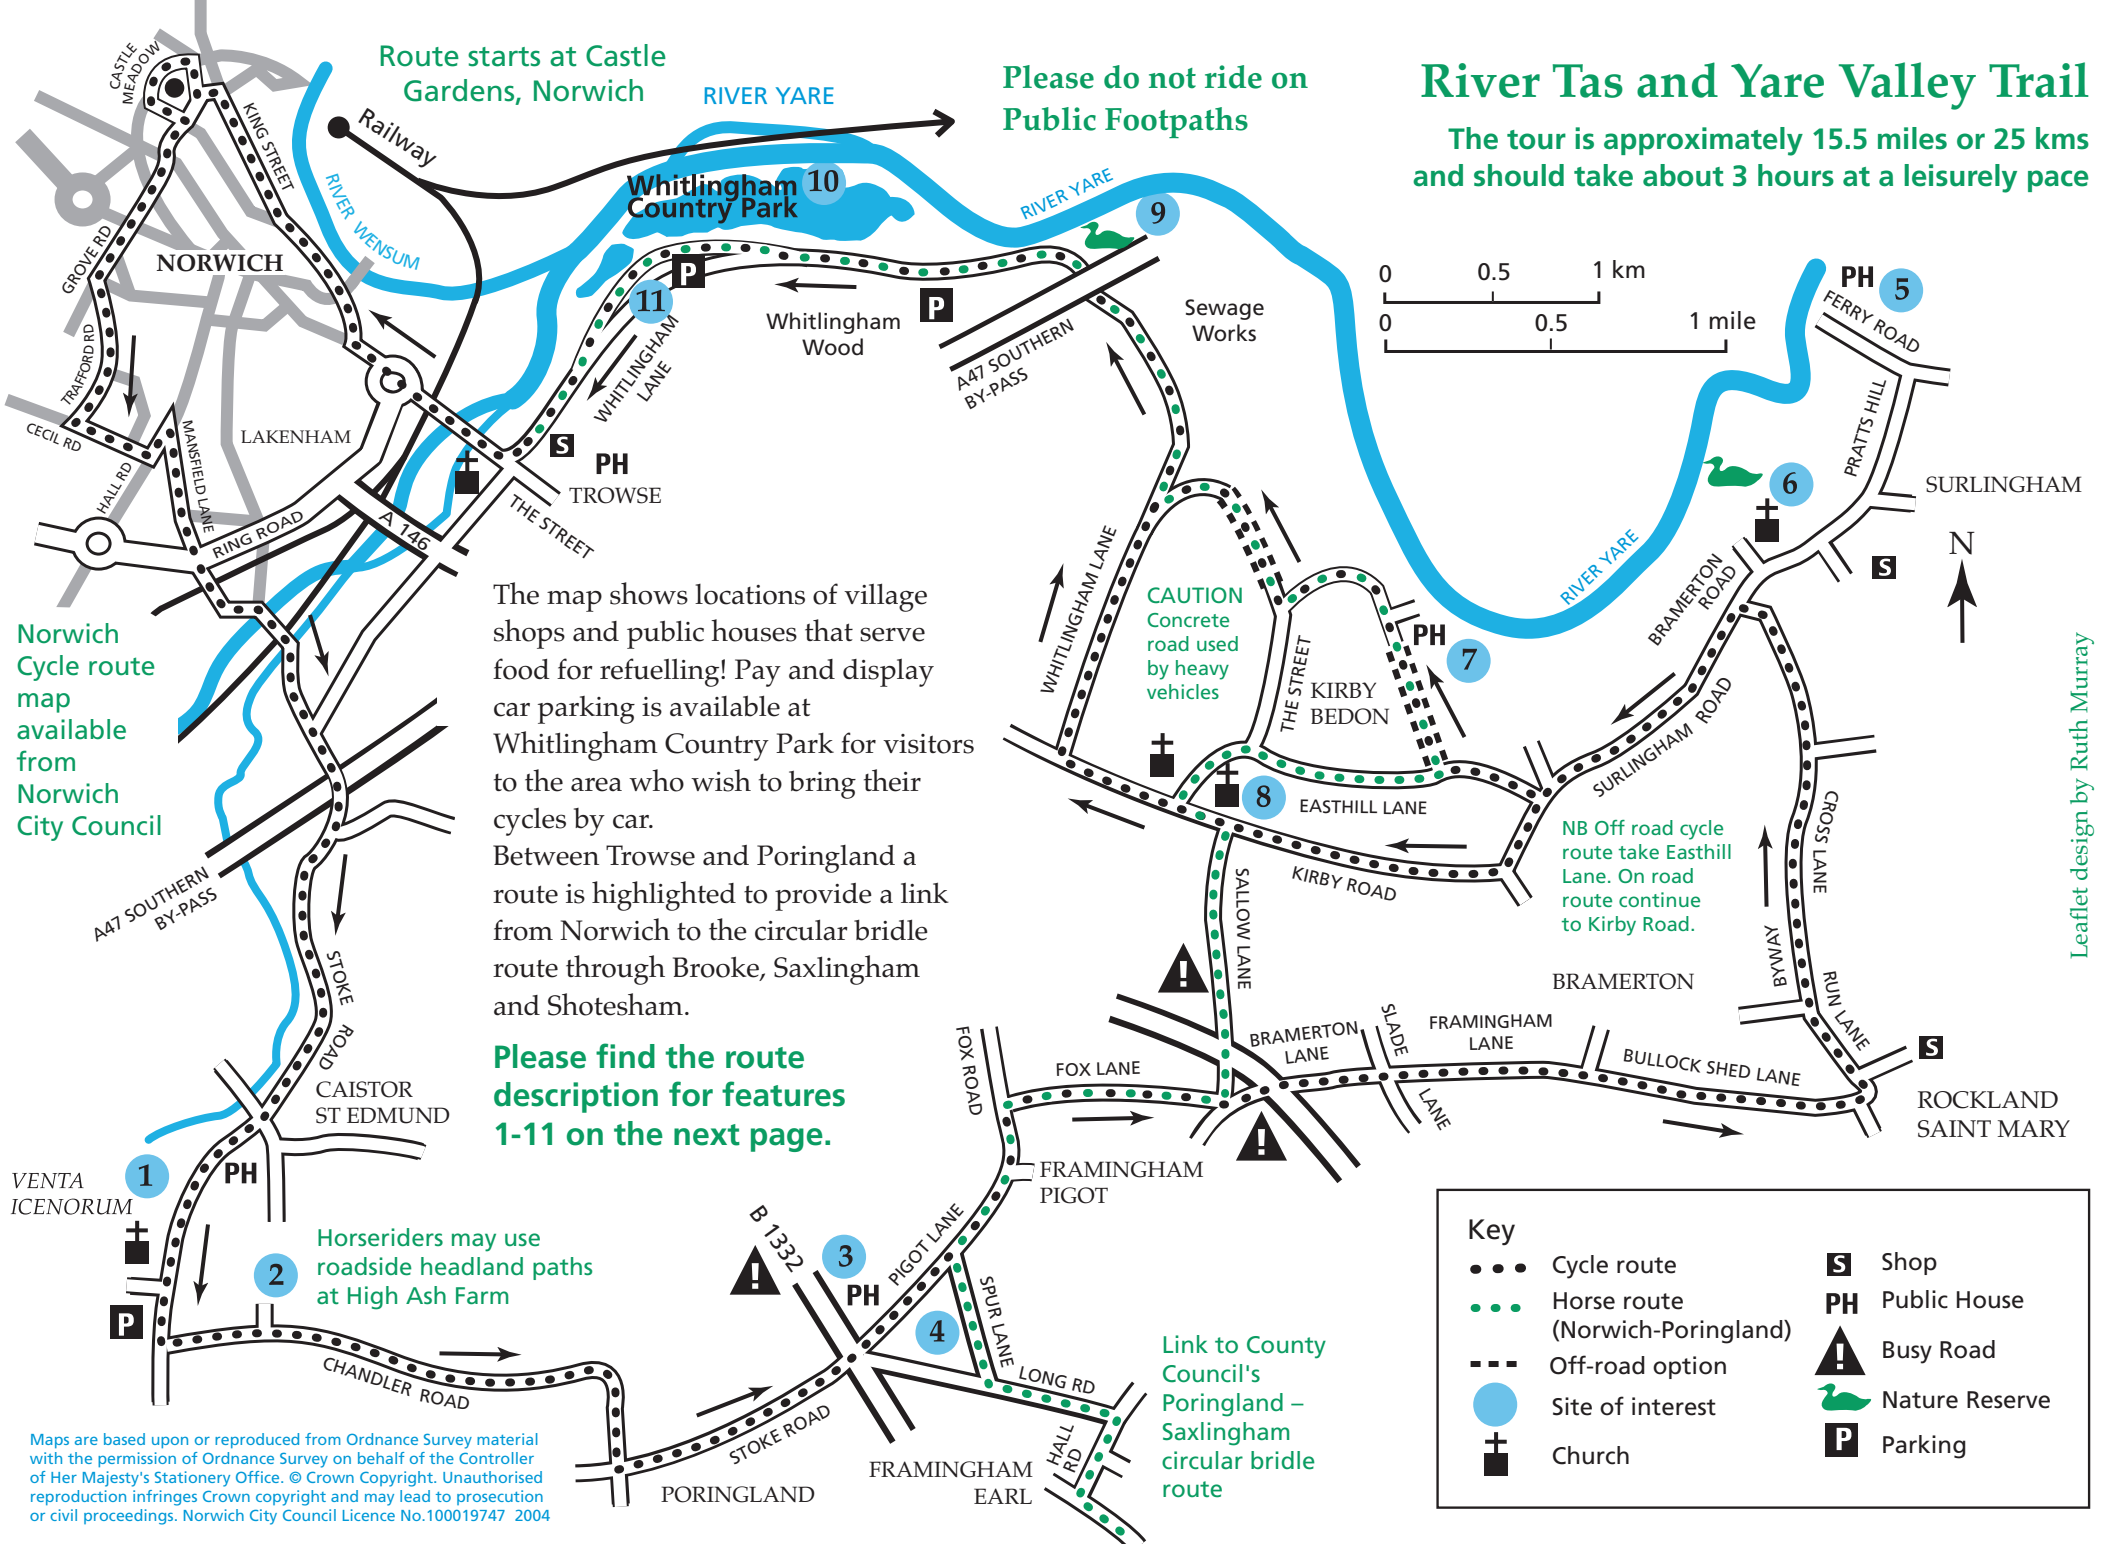 River Tas and Yare Valley Trail
The tour is approximately 15.5 miles or 25 kms
and should take about 3 hours at a leisurely pace
Route starts at Castle
Gardens, Norwich
Please do not ride on
Public Footpaths
CASTLE
MEADOW
KING STREET
Railway
RIVER YARE
RIVER WENSUM
Whitlingham
Country Park
10
RIVER YARE
9
GROVE RD
NORWICH
P
11
P
Whitlingham
Wood
WHITLINGHAM
LANE
A47 SOUTHERN
BY-PASS
Sewage
Works
0
0.5
1 km
0
0.5
1 mile
PH
5
FERRY ROAD
PRATTS HILL
SURLINGHAM
6
S
N
TRAFFORD RD
CECIL RD
HALL RD
MANSFIELD LANE
LAKENHAM
RING ROAD
A 146
S
PH
TROWSE
THE STREET
RIVER YARE
BRAMERTON
ROAD
WHITLINGHAM LANE
CAUTION
Concrete
road used
by heavy
vehicles
THE STREET
KIRBY
BEDON
PH
7
SURLINGHAM ROAD
Norwich
Cycle route
map
available
from
Norwich
City Council
The map shows locations of village
shops and public houses that serve
food for refuelling! Pay and display
car parking is available at
Whitlingham Country Park for visitors
to the area who wish to bring their
cycles by car.
Between Trowse and Poringland a
route is highlighted to provide a link
from Norwich to the circular bridle
route through Brooke, Saxlingham
and Shotesham.
Please find the route
description for features
1-11 on the next page.
8
EASTHILL LANE
KIRBY ROAD
NB Off road cycle
route take Easthill
Lane. On road
route continue
to Kirby Road.
CROSS LANE
BYWAY
RUN LANE
SALLOW LANE
BRAMERTON
A47 SOUTHERN
BY-PASS
STOKE ROAD
CAISTOR
ST EDMUND
FOX ROAD
FOX LANE
BRAMERTON
LANE
SLADE
LANE
FRAMINGHAM
LANE
BULLOCK SHED LANE
S
ROCKLAND
SAINT MARY
Leaflet design by Ruth Murray
VENTA
ICENORUM
1
PH
2
Horseriders may use
roadside headland paths
at High Ash Farm
P
CHANDLER ROAD
FRAMINGHAM
PIGOT
B 1332
3
PH
PIGOT LANE
4
SPUR LANE
LONG RD
HALL
RD
STOKE ROAD
PORINGLAND
FRAMINGHAM
EARL
Link to County
Council's
Poringland –
Saxlingham
circular bridle
route
Key
Cycle route
Horse route
(Norwich-Poringland)
Off-road option
Site of interest
Church
S
Shop
PH
Public House
Busy Road
Nature Reserve
P
Parking
Maps are based upon or reproduced from Ordnance Survey material
with the permission of Ordnance Survey on behalf of the Controller
of Her Majesty's Stationery Office. © Crown Copyright. Unauthorised
reproduction infringes Crown copyright and may lead to prosecution
or civil proceedings. Norwich City Council Licence No.100019747 2004